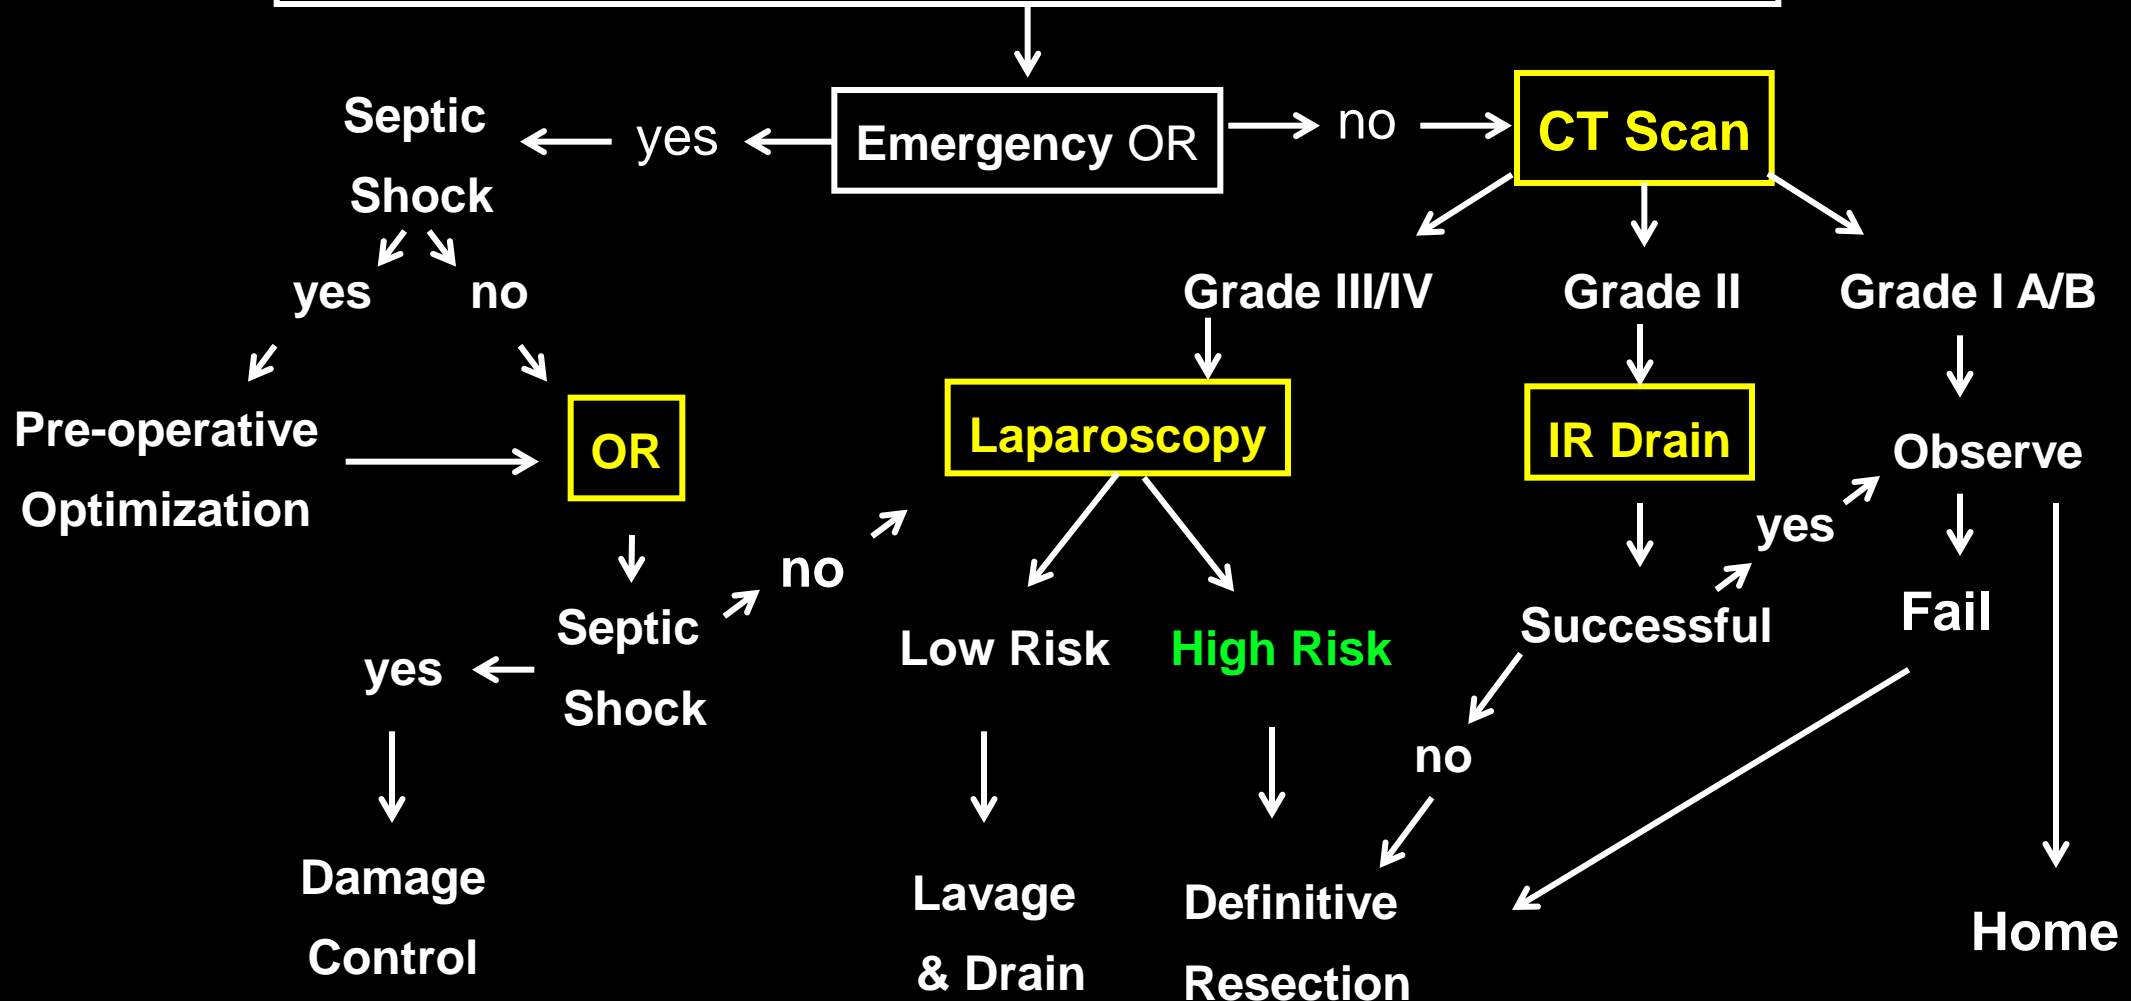 Septic
Shock
yes
Emergency OR
no
CT Scan
yes
no
Grade III/IV
Grade II
Grade I A/B
Pre-operative
Optimization
OR
Laparoscopy
IR Drain
Observe
yes
no
Septic
Shock
yes
Low Risk
High Risk
Successful
Fail
no
Damage
Control
Lavage
& Drain
Definitive
Resection
Home